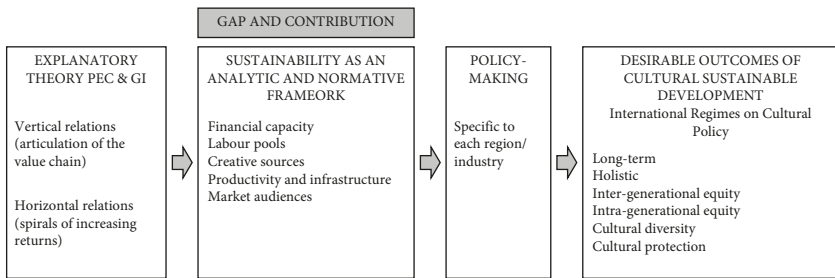 GAP AND CONTRIBUTION
EXPLANATORY
THEORY PEC & GI
Vertical relations
(articulation of the
value chain)
Horizontal relations
(spirals of increasing
returns)
SUSTAINABILITY AS AN
ANALYTIC AND NORMATIVE
FRAMEORK
Financial capacity
Labour pools
Creative sources
Productivity and infrastructure
Market audiences
POLICY-
MAKING
Specific to
each region/
industry
DESIRABLE OUTCOMES OF
CULTURAL SUSTAINABLE
DEVELOPMENT
International Regimes on Cultural
Policy
Long-term
Holistic
Inter-generational equity
Intra-generational equity
Cultural diversity
Cultural protection